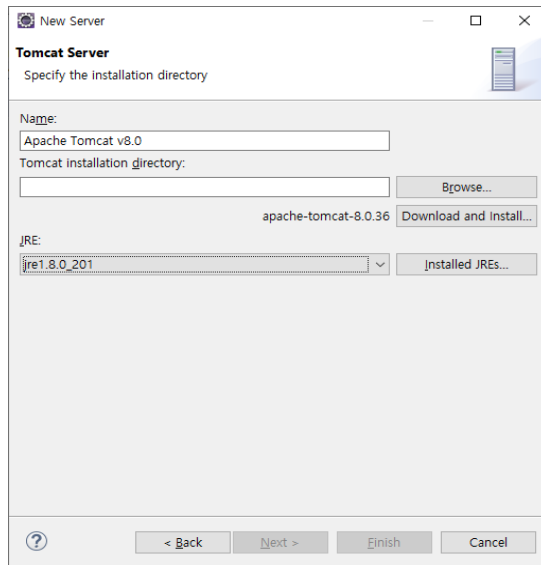 New Server
Tomcat Server
Specify the installation directory
Name:
Apache Tomcat v8.0
Tomcat installation directory:
Browse...
apache-tomcat-8.0.36 Download and Install...
JRE:
jre1.8.0_201 Installed JREs...
< Back Next > Finish Cancel